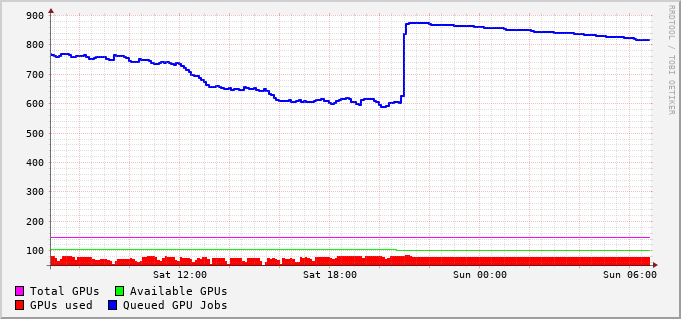 900
800
700
600
500
400
300
200
100
Sat 12:00 Sat 18:00 Sun 00:00 Sun 06:00
Total GPUs Available GPUs
GPUs used Queued GPU Jobs
RRDTOOL / TOBI OETIKER